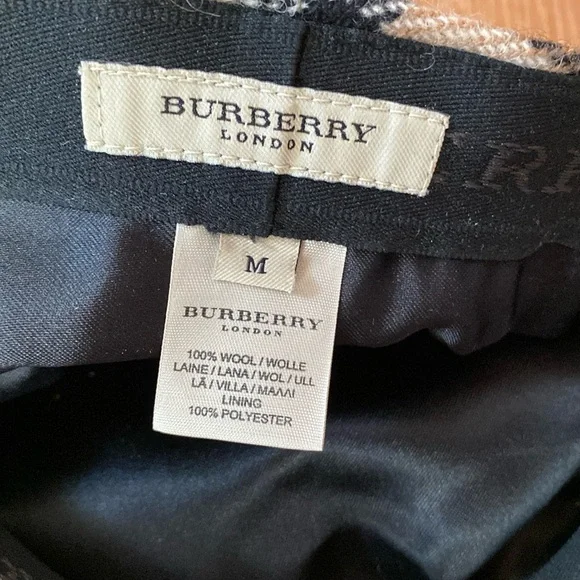 BURBERRY
LONDON
M
BURBERRY
LONDON
100% WOOL / WOLLE
LAINE / LANA / WOL / ULL
LÃ / VILLA / ΜΑΛΛΙ
LINING
100% POLYESTER